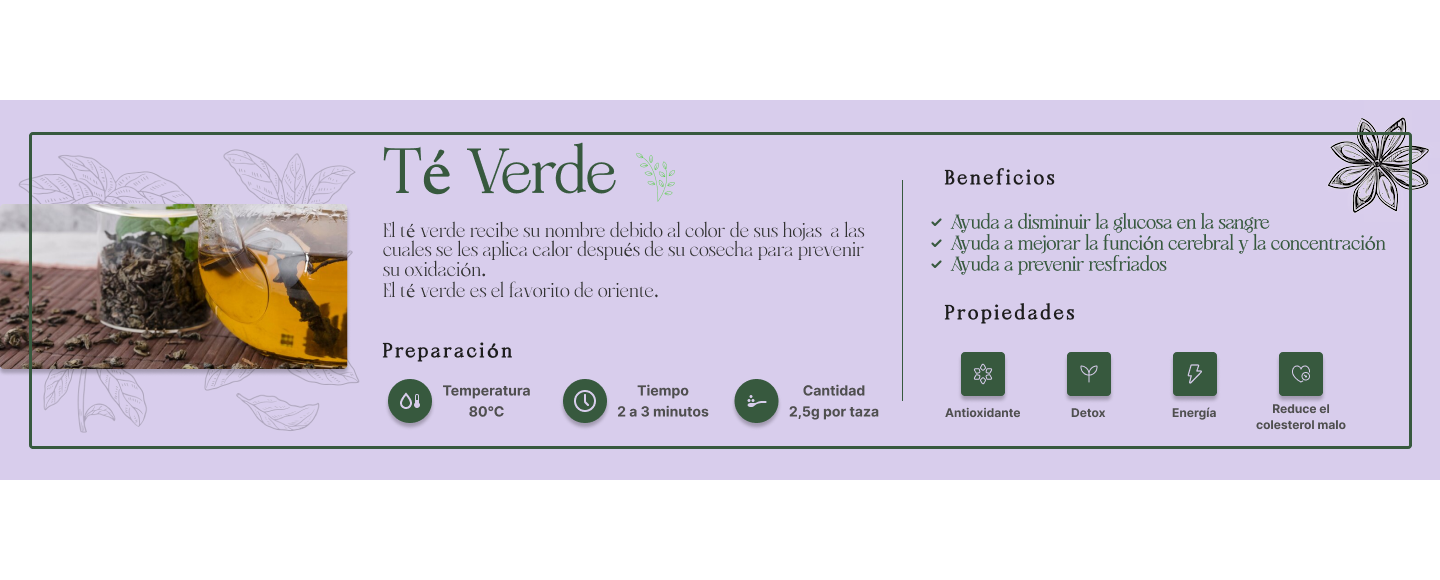 Té Verde
El té verde recibe su nombre debido al color de sus hojas a las
cuales se les aplica calor después de su cosecha para prevenir
su oxidación.
El té verde es el favorito de oriente.
Preparación
Temperatura
80°C
Tiempo
2 a 3 minutos
Cantidad
2,5g por taza
Beneficios
Ayuda a disminuir la glucosa en la sangre
Ayuda a mejorar la función cerebral y la concentración
Ayuda a prevenir resfriados
Propiedades
Antioxidante
Detox
Energía
Reduce el
colesterol malo